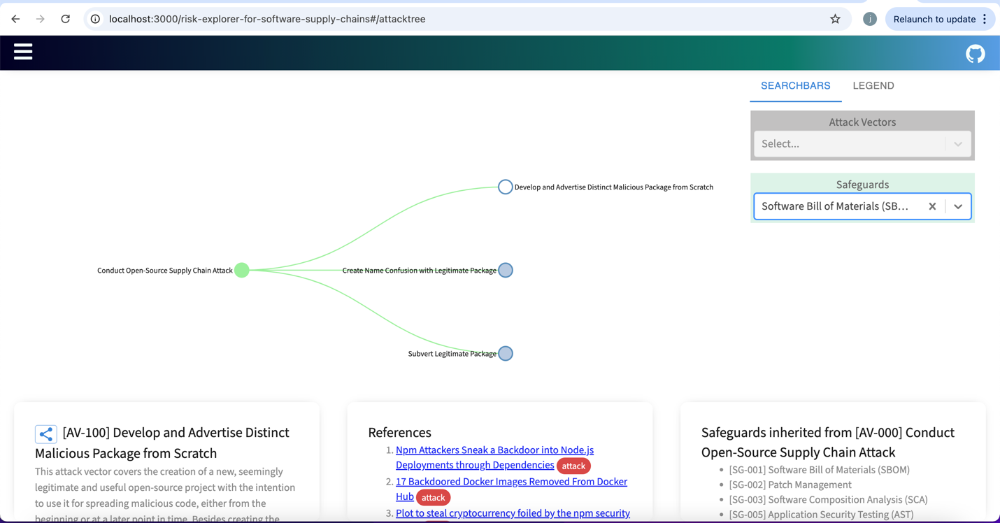 localhost:3000/risk-explorer-for-software-supply-chains#/attacktree
j
Relaunch to update
SEARCHBARS
LEGEND
Attack Vectors
Select...
Safeguards
Software Bill of Materials (SB...
Develop and Advertise Distinct Malicious Package from Scratch
Conduct Open-Source Supply Chain Attack
Create Name Confusion with Legitimate Package
Subvert Legitimate Package
[AV-100] Develop and Advertise Distinct
Malicious Package from Scratch
This attack vector covers the creation of a new, seemingly
legitimate and useful open-source project with the intention
to use it for spreading malicious code, either from the
beginning or at a later point in time. Besides creating the
References
1. Npm Attackers Sneak a Backdoor into Node.js
Deployments through Dependencies attack
2. 17 Backdoored Docker Images Removed From Docker
Hub attack
3. Plot to steal cryptocurrency foiled by the npm security
Safeguards inherited from [AV-000] Conduct
Open-Source Supply Chain Attack
• [SG-001] Software Bill of Materials (SBOM)
• [SG-002] Patch Management
• [SG-003] Software Composition Analysis (SCA)
• [SG-005] Application Security Testing (AST)